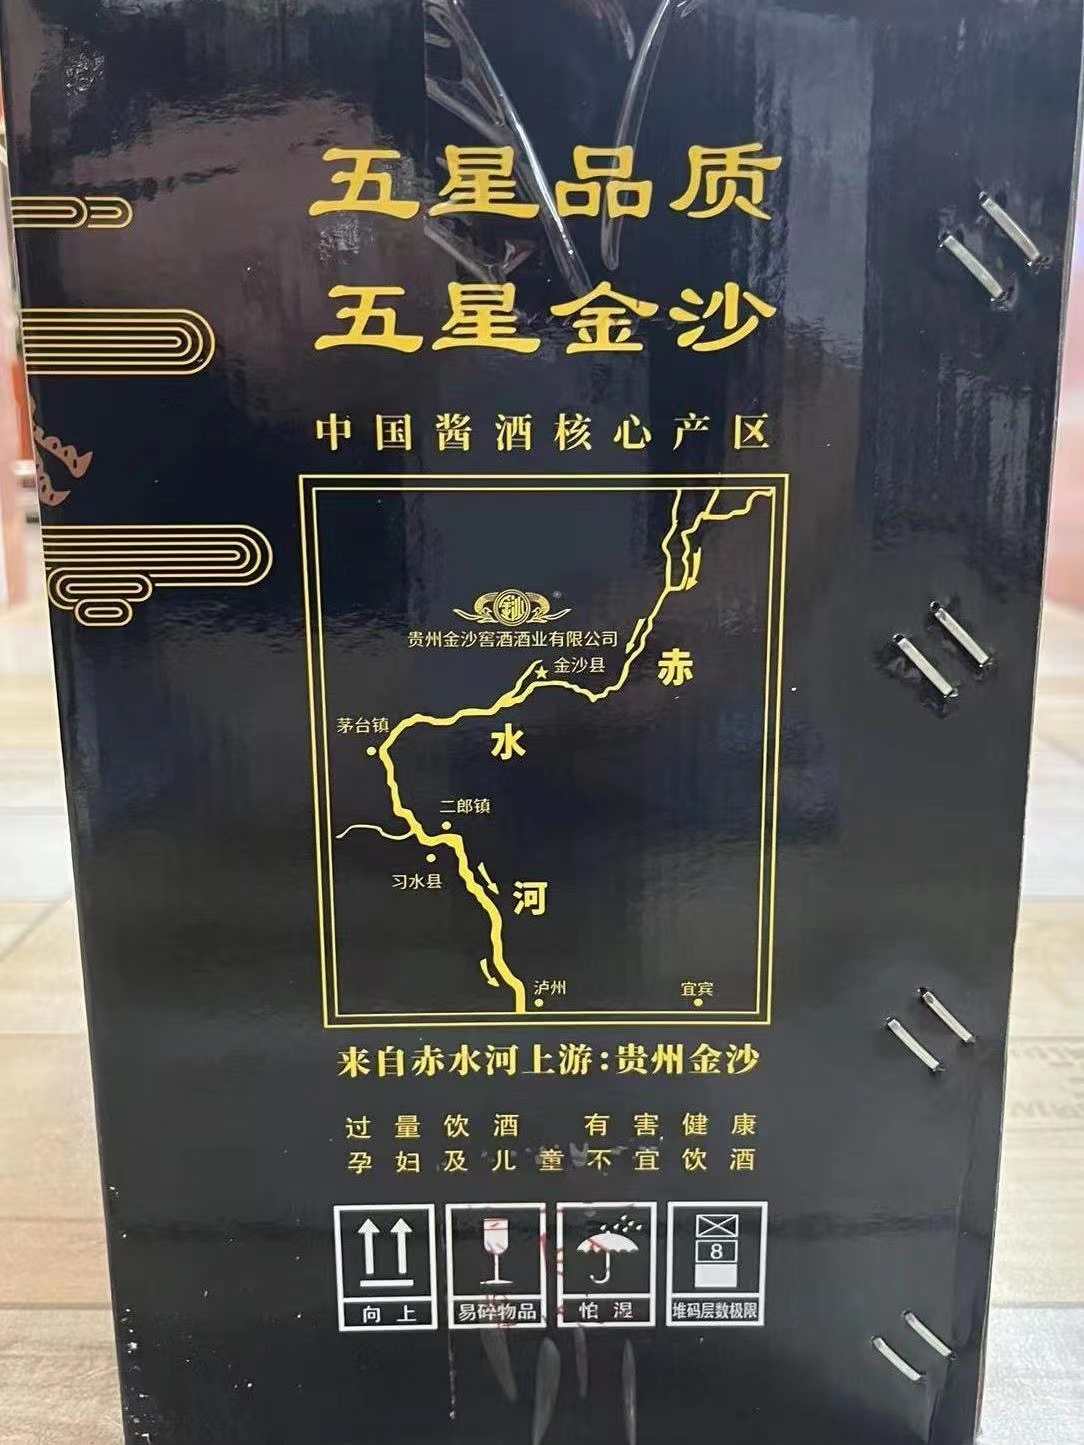 五星品质
五星金沙
中国酱酒核心产区
金沙
®
贵州金沙窖酒酒业有限公司
金沙县
赤
茅台镇
水
二郎镇
习水县
河
泸州
宜宾
来自赤水河上游:贵州金沙
过量饮酒 有害健康
孕妇及儿童不宜饮酒
8
向上
易碎物品
怕湿
堆码层数极限